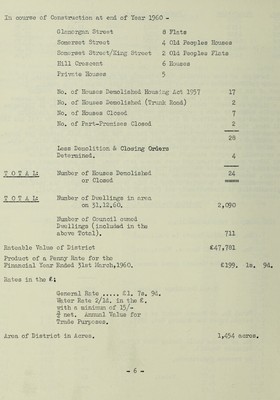 In course of Construction at end of Year 1960 -
Glamorgan Street 8 Flats
Somerset Street 4 Old Peoples Houses
Somerset Street/King Street 2 Old Peoples Flats
Hill Crescent 6 Houses
Private Houses 5
No. of Houses Demolished Housing Act 1957 17
No. of Houses Demolished (Trunk Road) 2
No. of Houses Closed 7
No. of Part-Premises Closed 2
28
Less Demolition & Closing Orders
Determined. 4
TOTAL: Number of Houses Demolished 24
or Closed
TOTAL: Number of Dwellings in area
on 31.12.60. 2,090
Number of Council owned
Dwellings (included in the
above Total). 711
Rateable Value of District £47,781
Product of a Penny Rate for the
Financial Year Ended 31st March,1960. £199. 1s. 9d.
Rates in the £:
General Rate ..... £1. 7s. 9d.
Water Rate 2/1d. in the £.
with a minimum of 15/-
net. Annual Value for
Trade Purposes.
Area of District in Acres. 1,454 acres.
- 6 -